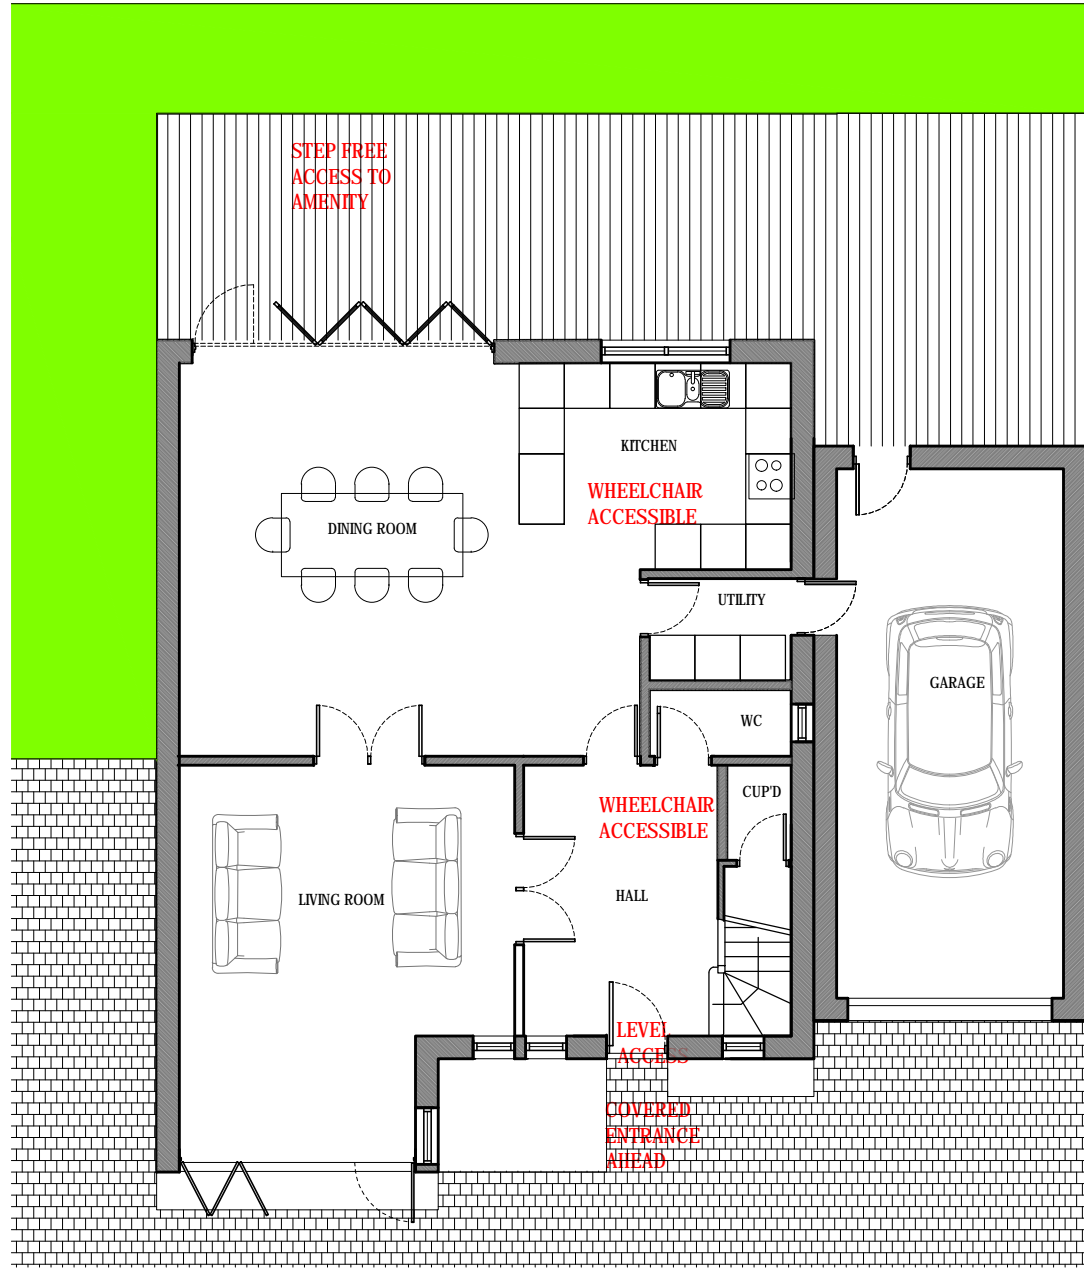 STEP FREE
ACCESS TO
AMENITY
KITCHEN
WHEELCHAIR
ACCESSIBLE
DINING ROOM
UTILITY
GARAGE
WC
CUP'D
WHEELCHAIR
ACCESSIBLE
LIVING ROOM
HALL
LEVEL
ACCESS
COVERED
ENTRANCE
AHEAD